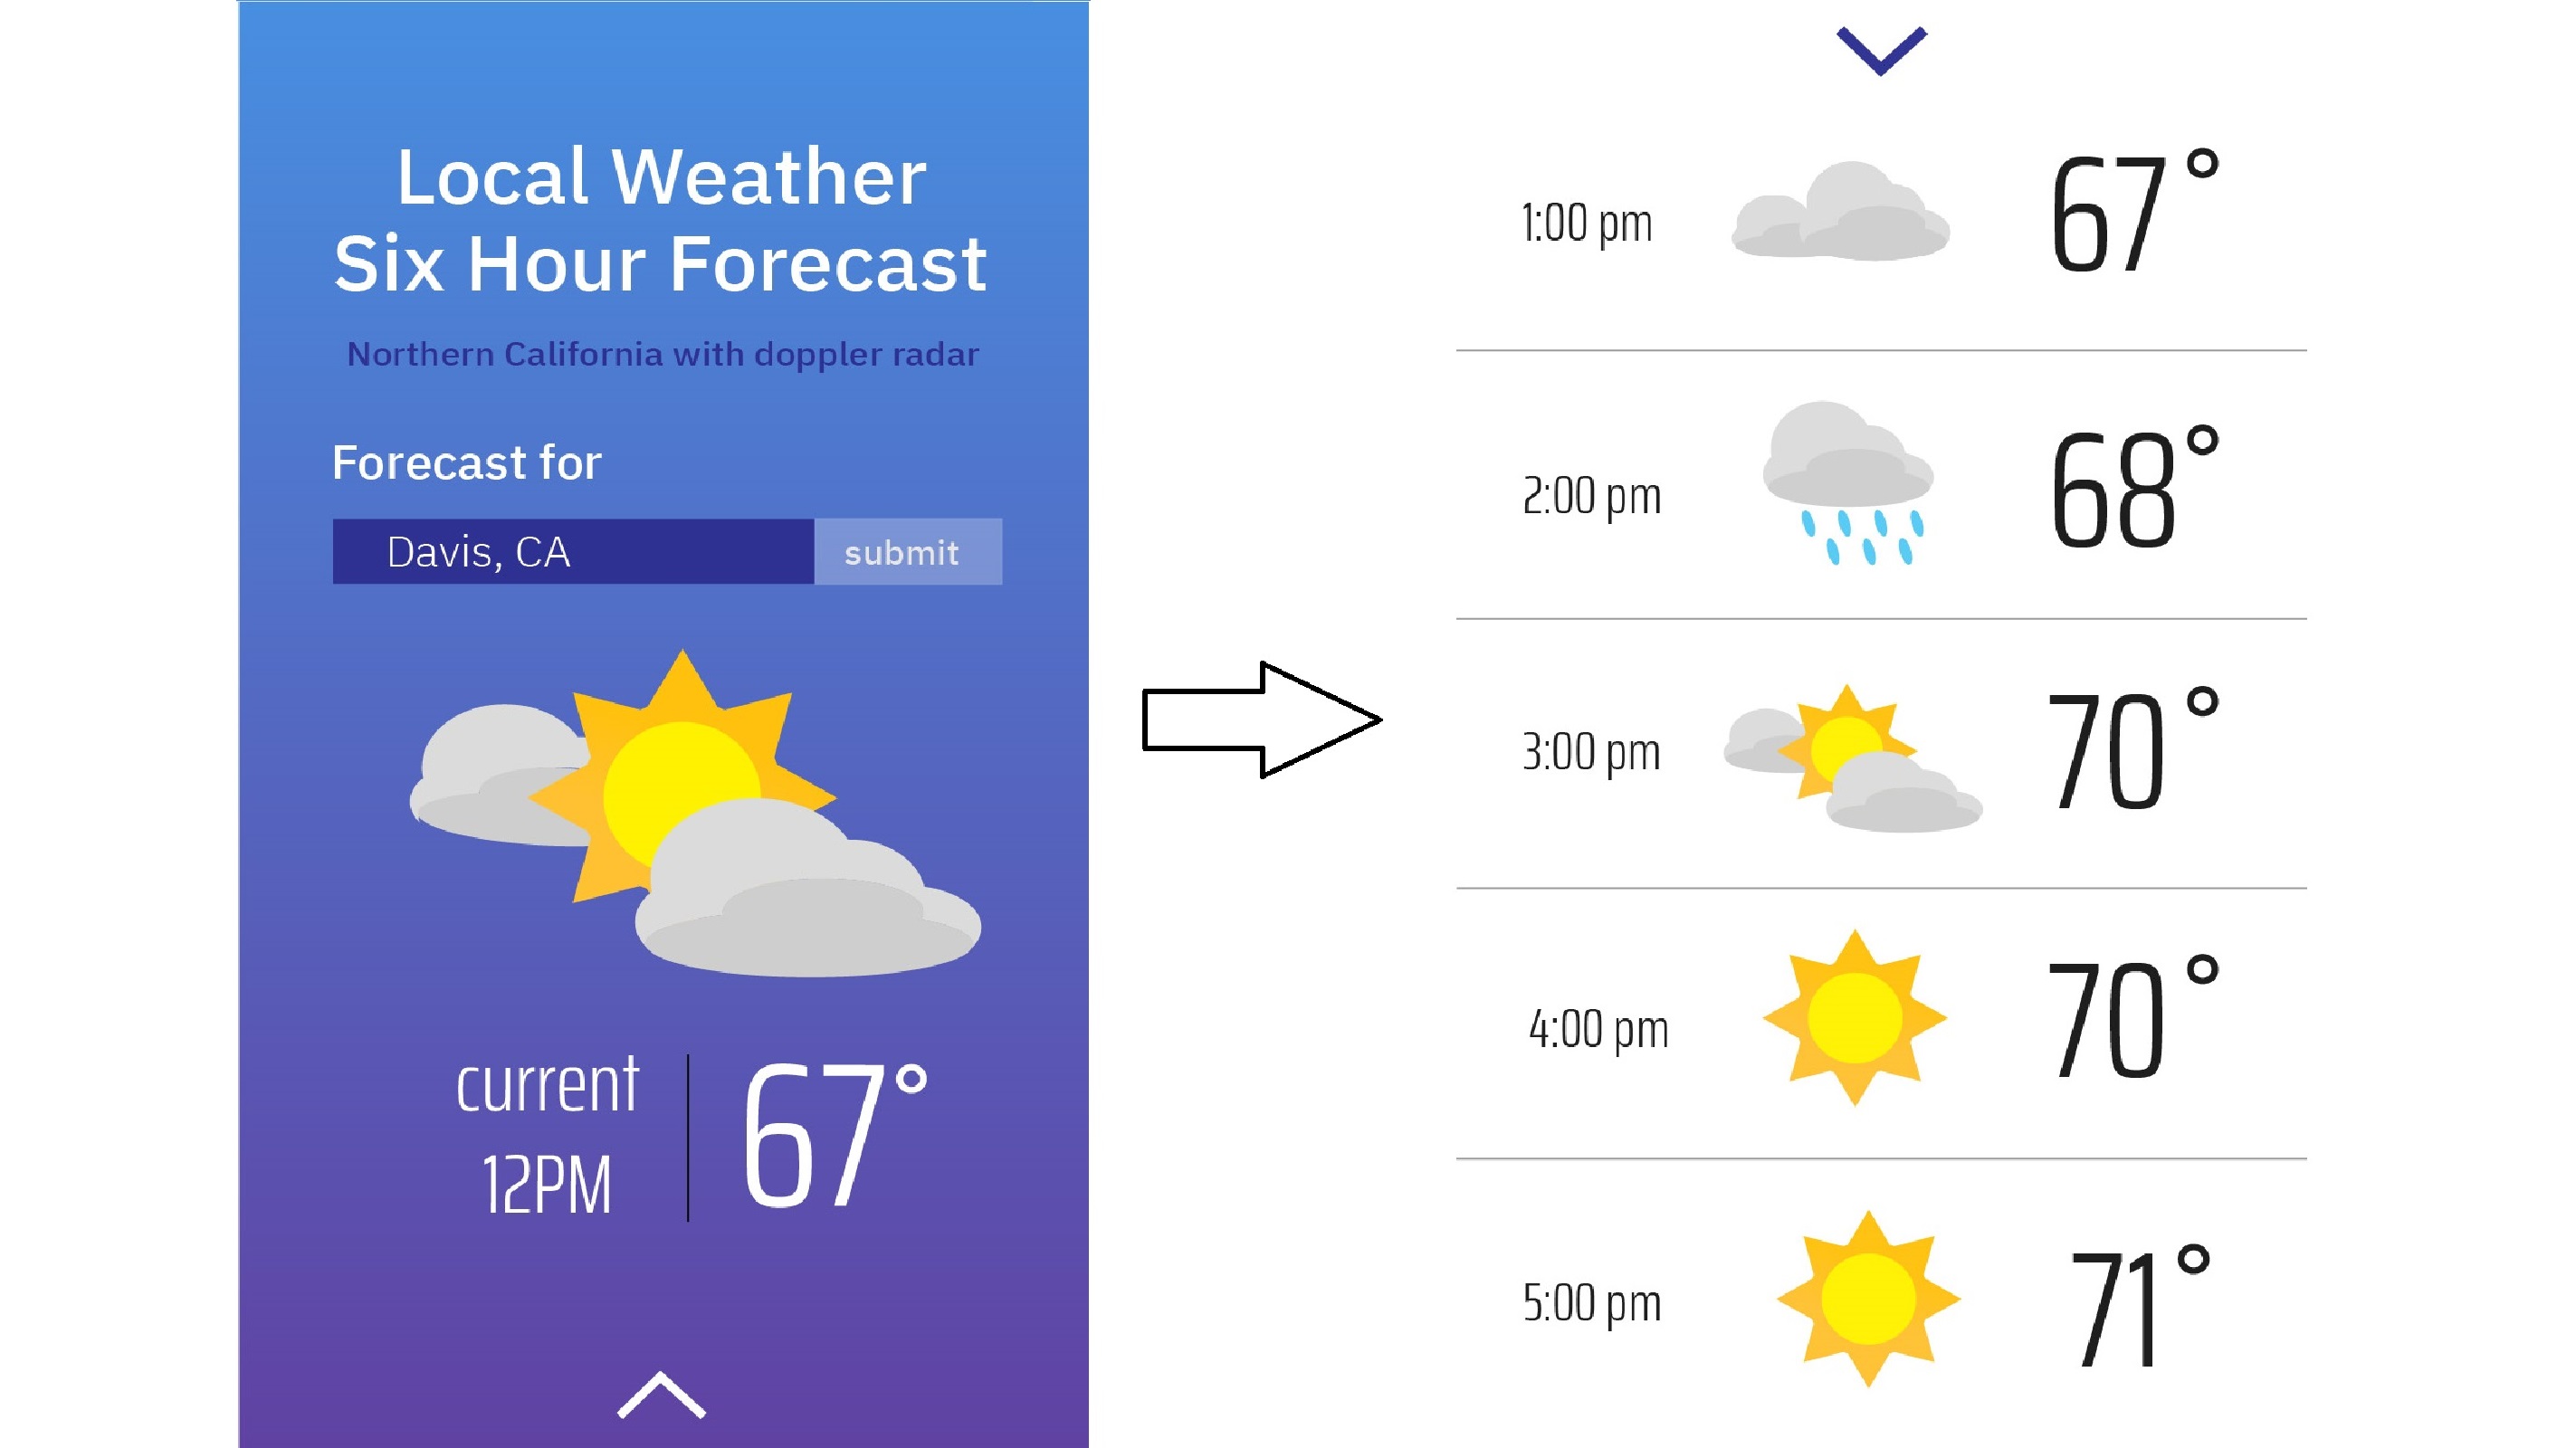 Local Weather
Six Hour Forecast
Northern California with doppler radar
Forecast for
Davis, CA submit
current
12PM
67°
1:00 pm 67°
2:00 pm 68°
3:00 pm 70°
4:00 pm 70°
5:00 pm 71°